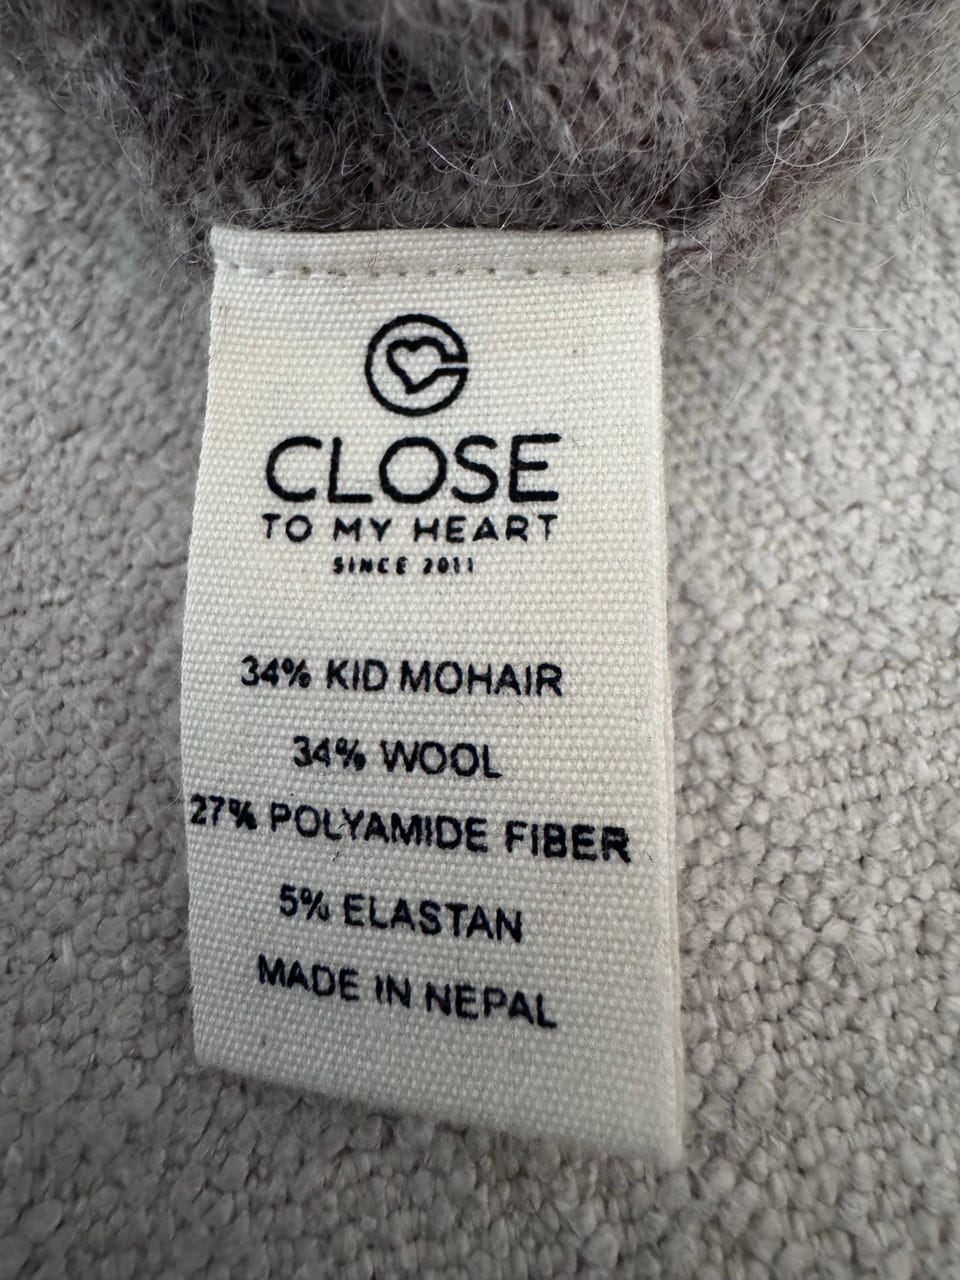 CLOSE
TO MY HEART
SINCE 2011
34% KID MOHAIR
34% WOOL
27% POLYAMIDE FIBER
5% ELASTAN
MADE IN NEPAL